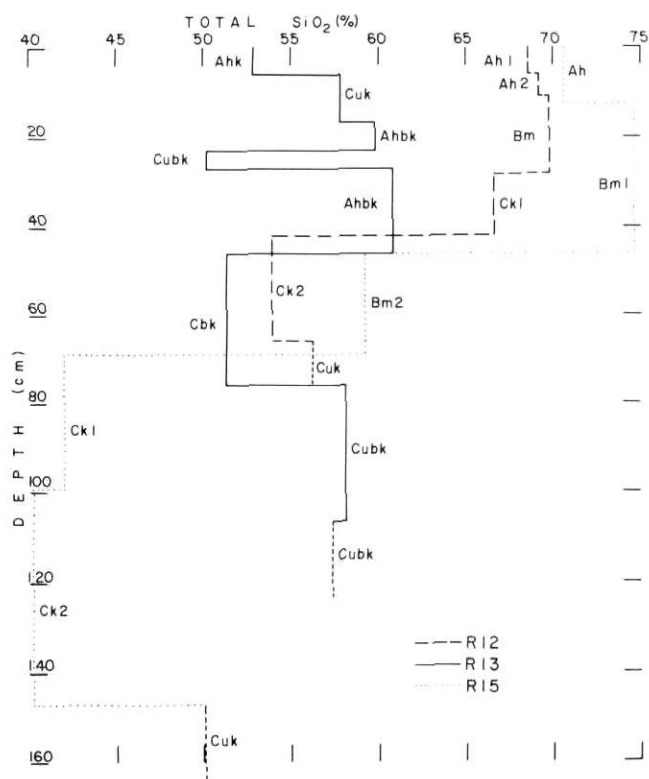 TOTAL SiO2 (%)
40 45 50 55 60 65 70 75
Ahk Ah1 Ah
Cuk Ah2
20 Ahbk Bm
Cubk Bm1
Ahbk Ck1
40
60 Cbk Ck2 Bm2
Cuk
80
Ck1 Cubk
100
Cubk
120
Ck2
R12
140 R13
R15
Cuk
160
DEPTH (cm)